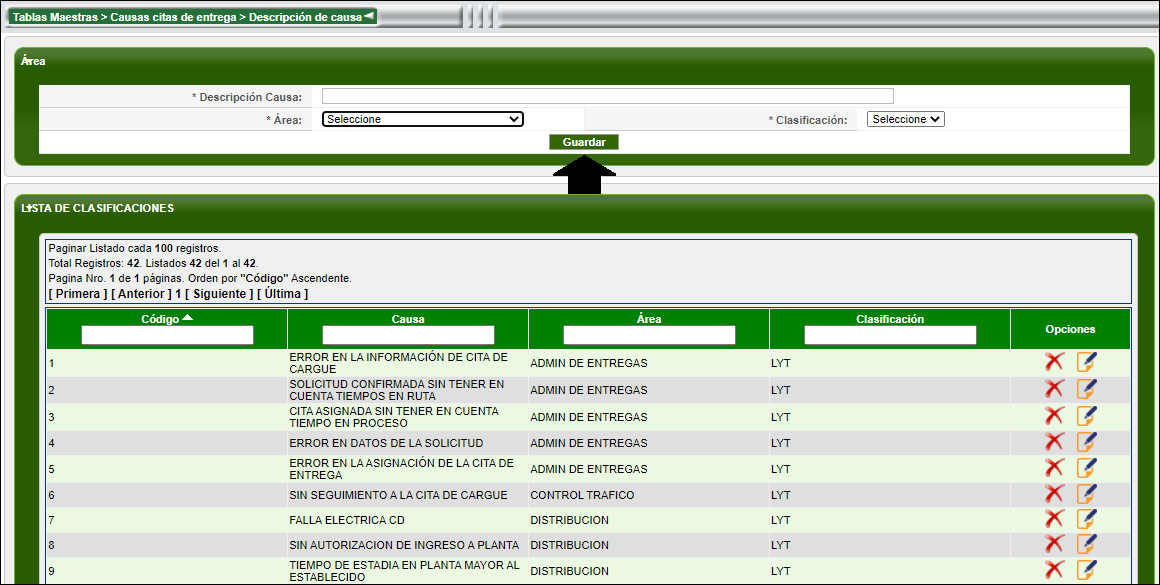 Tablas Maestras > Causas citas de entrega > Descripción de causa
Área
* Descripción Causa:
* Área: Seleccione * Clasificación: Seleccione
Guardar
LISTA DE CLASIFICACIONES
Paginar Listado cada 100 registros.
Total Registros: 42. Listados 42 del 1 al 42.
Pagina Nro. 1 de 1 páginas. Orden por "Código" Ascendente.
[ Primera ] [ Anterior ] 1 [ Siguiente ] [ Última ]
Código Causa Área Clasificación Opciones
1 ERROR EN LA INFORMACIÓN DE CITA DE
CARGUE ADMIN DE ENTREGAS LYT
2 SOLICITUD CONFIRMADA SIN TENER EN
CUENTA TIEMPOS EN RUTA ADMIN DE ENTREGAS LYT
3 CITA ASIGNADA SIN TENER EN CUENTA
TIEMPO EN PROCESO ADMIN DE ENTREGAS LYT
4 ERROR EN DATOS DE LA SOLICITUD ADMIN DE ENTREGAS LYT
5 ERROR EN LA ASIGNACIÓN DE LA CITA DE
ENTREGA ADMIN DE ENTREGAS LYT
6 SIN SEGUIMIENTO A LA CITA DE CARGUE CONTROL TRAFICO LYT
7 FALLA ELECTRICA CD DISTRIBUCION LYT
8 SIN AUTORIZACION DE INGRESO A PLANTA DISTRIBUCION LYT
9 TIEMPO DE ESTADIA EN PLANTA MAYOR AL
ESTABLECIDO DISTRIBUCION LYT